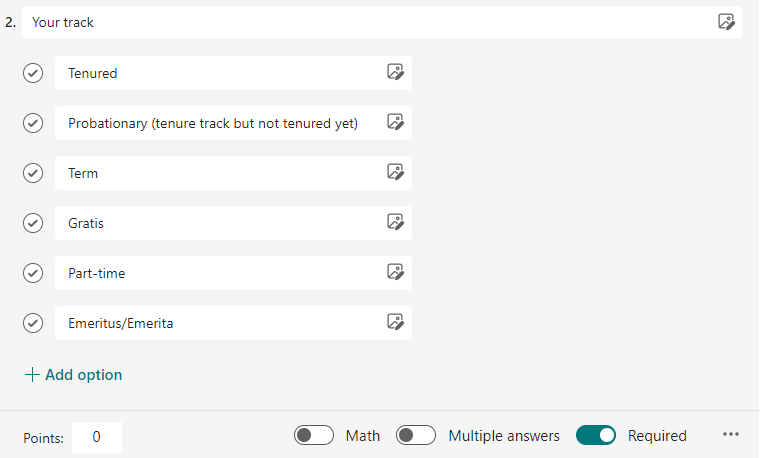 2. Your track
Tenured
Probationary (tenure track but not tenured yet)
Term
Gratis
Part-time
Emeritus/Emerita
+ Add option
Points: 0 Math Multiple answers Required ...